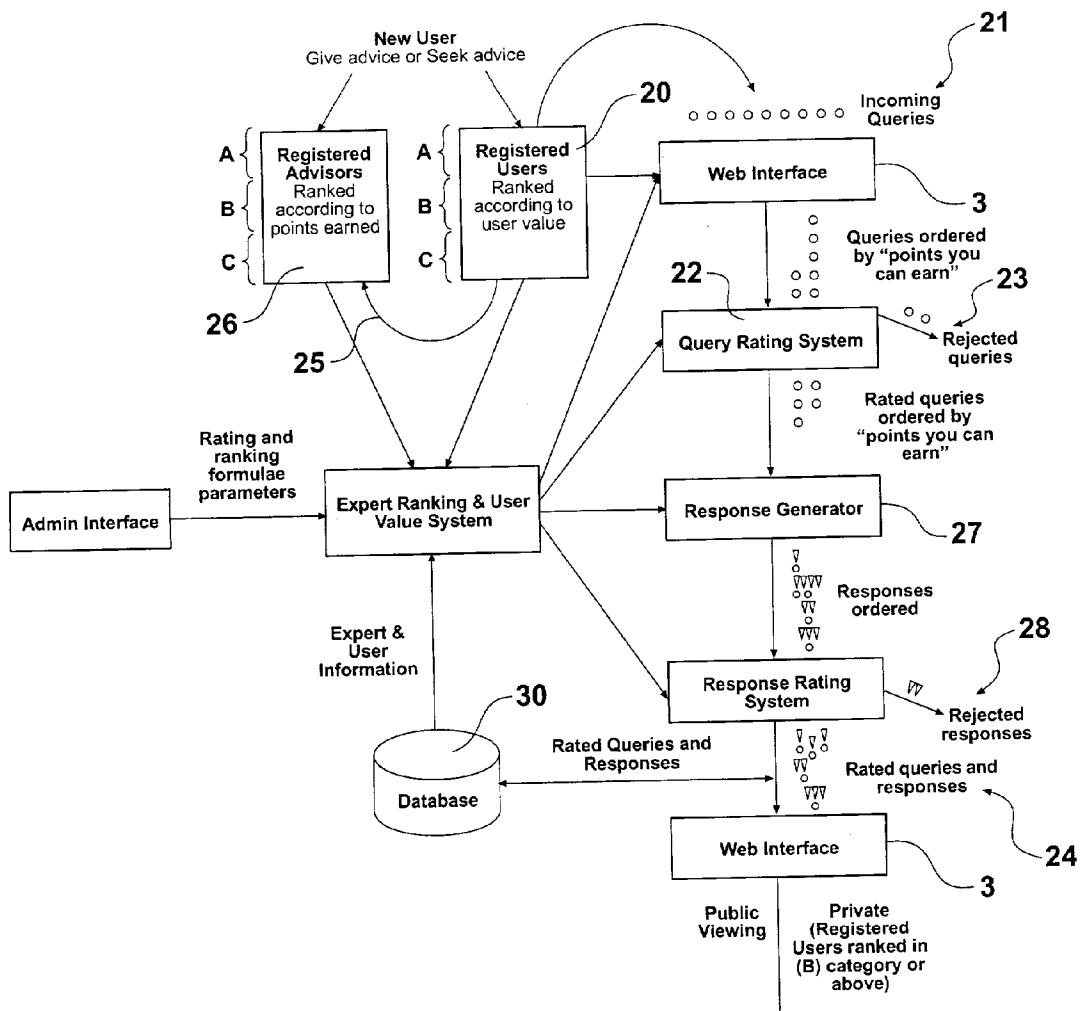 21
New User
Give advice or Seek advice
20
Incoming
Queries
A
B
C
Registered
Advisors
Ranked
according to
points earned
A
B
C
Registered
Users
Ranked
according to
user value
Web Interface
3
Queries ordered
by “points you
can earn”
22
23
26
25
Query Rating System
Rejected
queries
Rated queries
ordered by
“points you can
earn”
Rating and
ranking
formulae
parameters
Admin Interface
Expert Ranking & User
Value System
Response Generator
27
Responses
ordered
Expert &
User
Information
28
Response Rating
System
Rejected
responses
30
Rated Queries and
Responses
Rated queries and
responses
Database
24
Web Interface
3
Public
Viewing
Private
(Registered
Users ranked in
(B) category or
above)